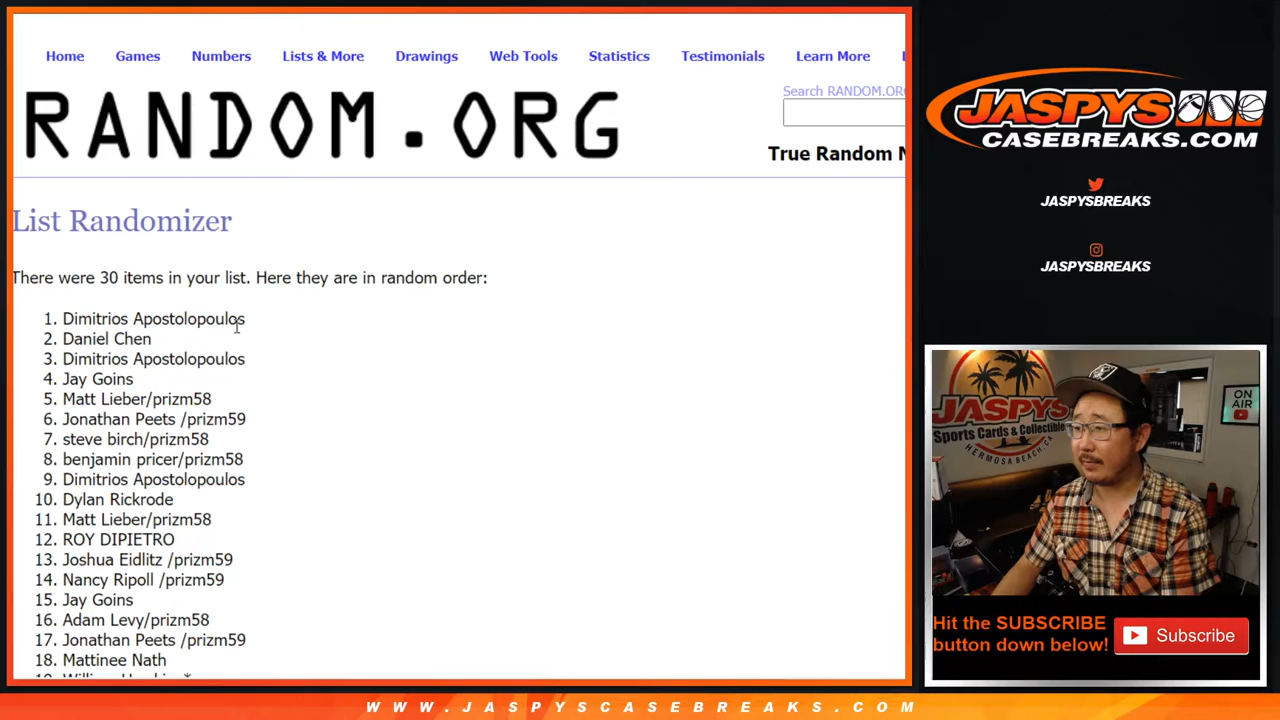 Home Games Numbers Lists & More Drawings Web Tools Statistics Testimonials Learn More
RANDOM.ORG
Search RANDOM.ORG
True Random N
List Randomizer
There were 30 items in your list. Here they are in random order:
1. Dimitrios Apostolopoulos
2. Daniel Chen
3. Dimitrios Apostolopoulos
4. Jay Goins
5. Matt Lieber/prizm58
6. Jonathan Peets /prizm59
7. steve birch/prizm58
8. benjamin pricer/prizm58
9. Dimitrios Apostolopoulos
10. Dylan Rickrode
11. Matt Lieber/prizm58
12. ROY DIPIETRO
13. Joshua Eidlitz /prizm59
14. Nancy Ripoll /prizm59
15. Jay Goins
16. Adam Levy/prizm58
17. Jonathan Peets /prizm59
18. Mattinee Nath
JASPYS
CASEBREAKS.COM
JASPYSBREAKS
JASPYSBREAKS
JASPYS
Sports Cards & Collectible
HERMOSA BEACH, CA
ON AIR
Hit the SUBSCRIBE
button down below!
Subscribe
WWW.JASPYSCASEBREAKS.COM